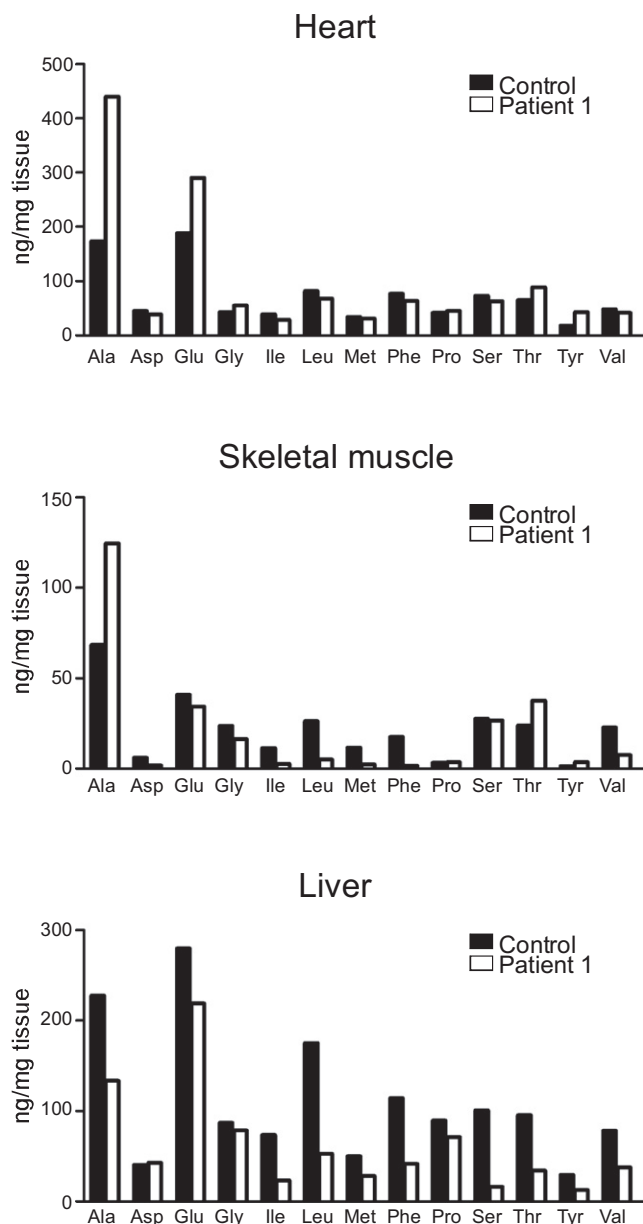 Heart
500
400
300
200
100
0
ng/mg tissue
Control
Patient 1
Ala Asp Glu Gly Ile Leu Met Phe Pro Ser Thr Tyr Val
Skeletal muscle
150
100
50
0
ng/mg tissue
Control
Patient 1
Ala Asp Glu Gly Ile Leu Met Phe Pro Ser Thr Tyr Val
Liver
300
200
100
0
ng/mg tissue
Control
Patient 1
Ala Asp Glu Gly Ile Leu Met Phe Pro Ser Thr Tyr Val